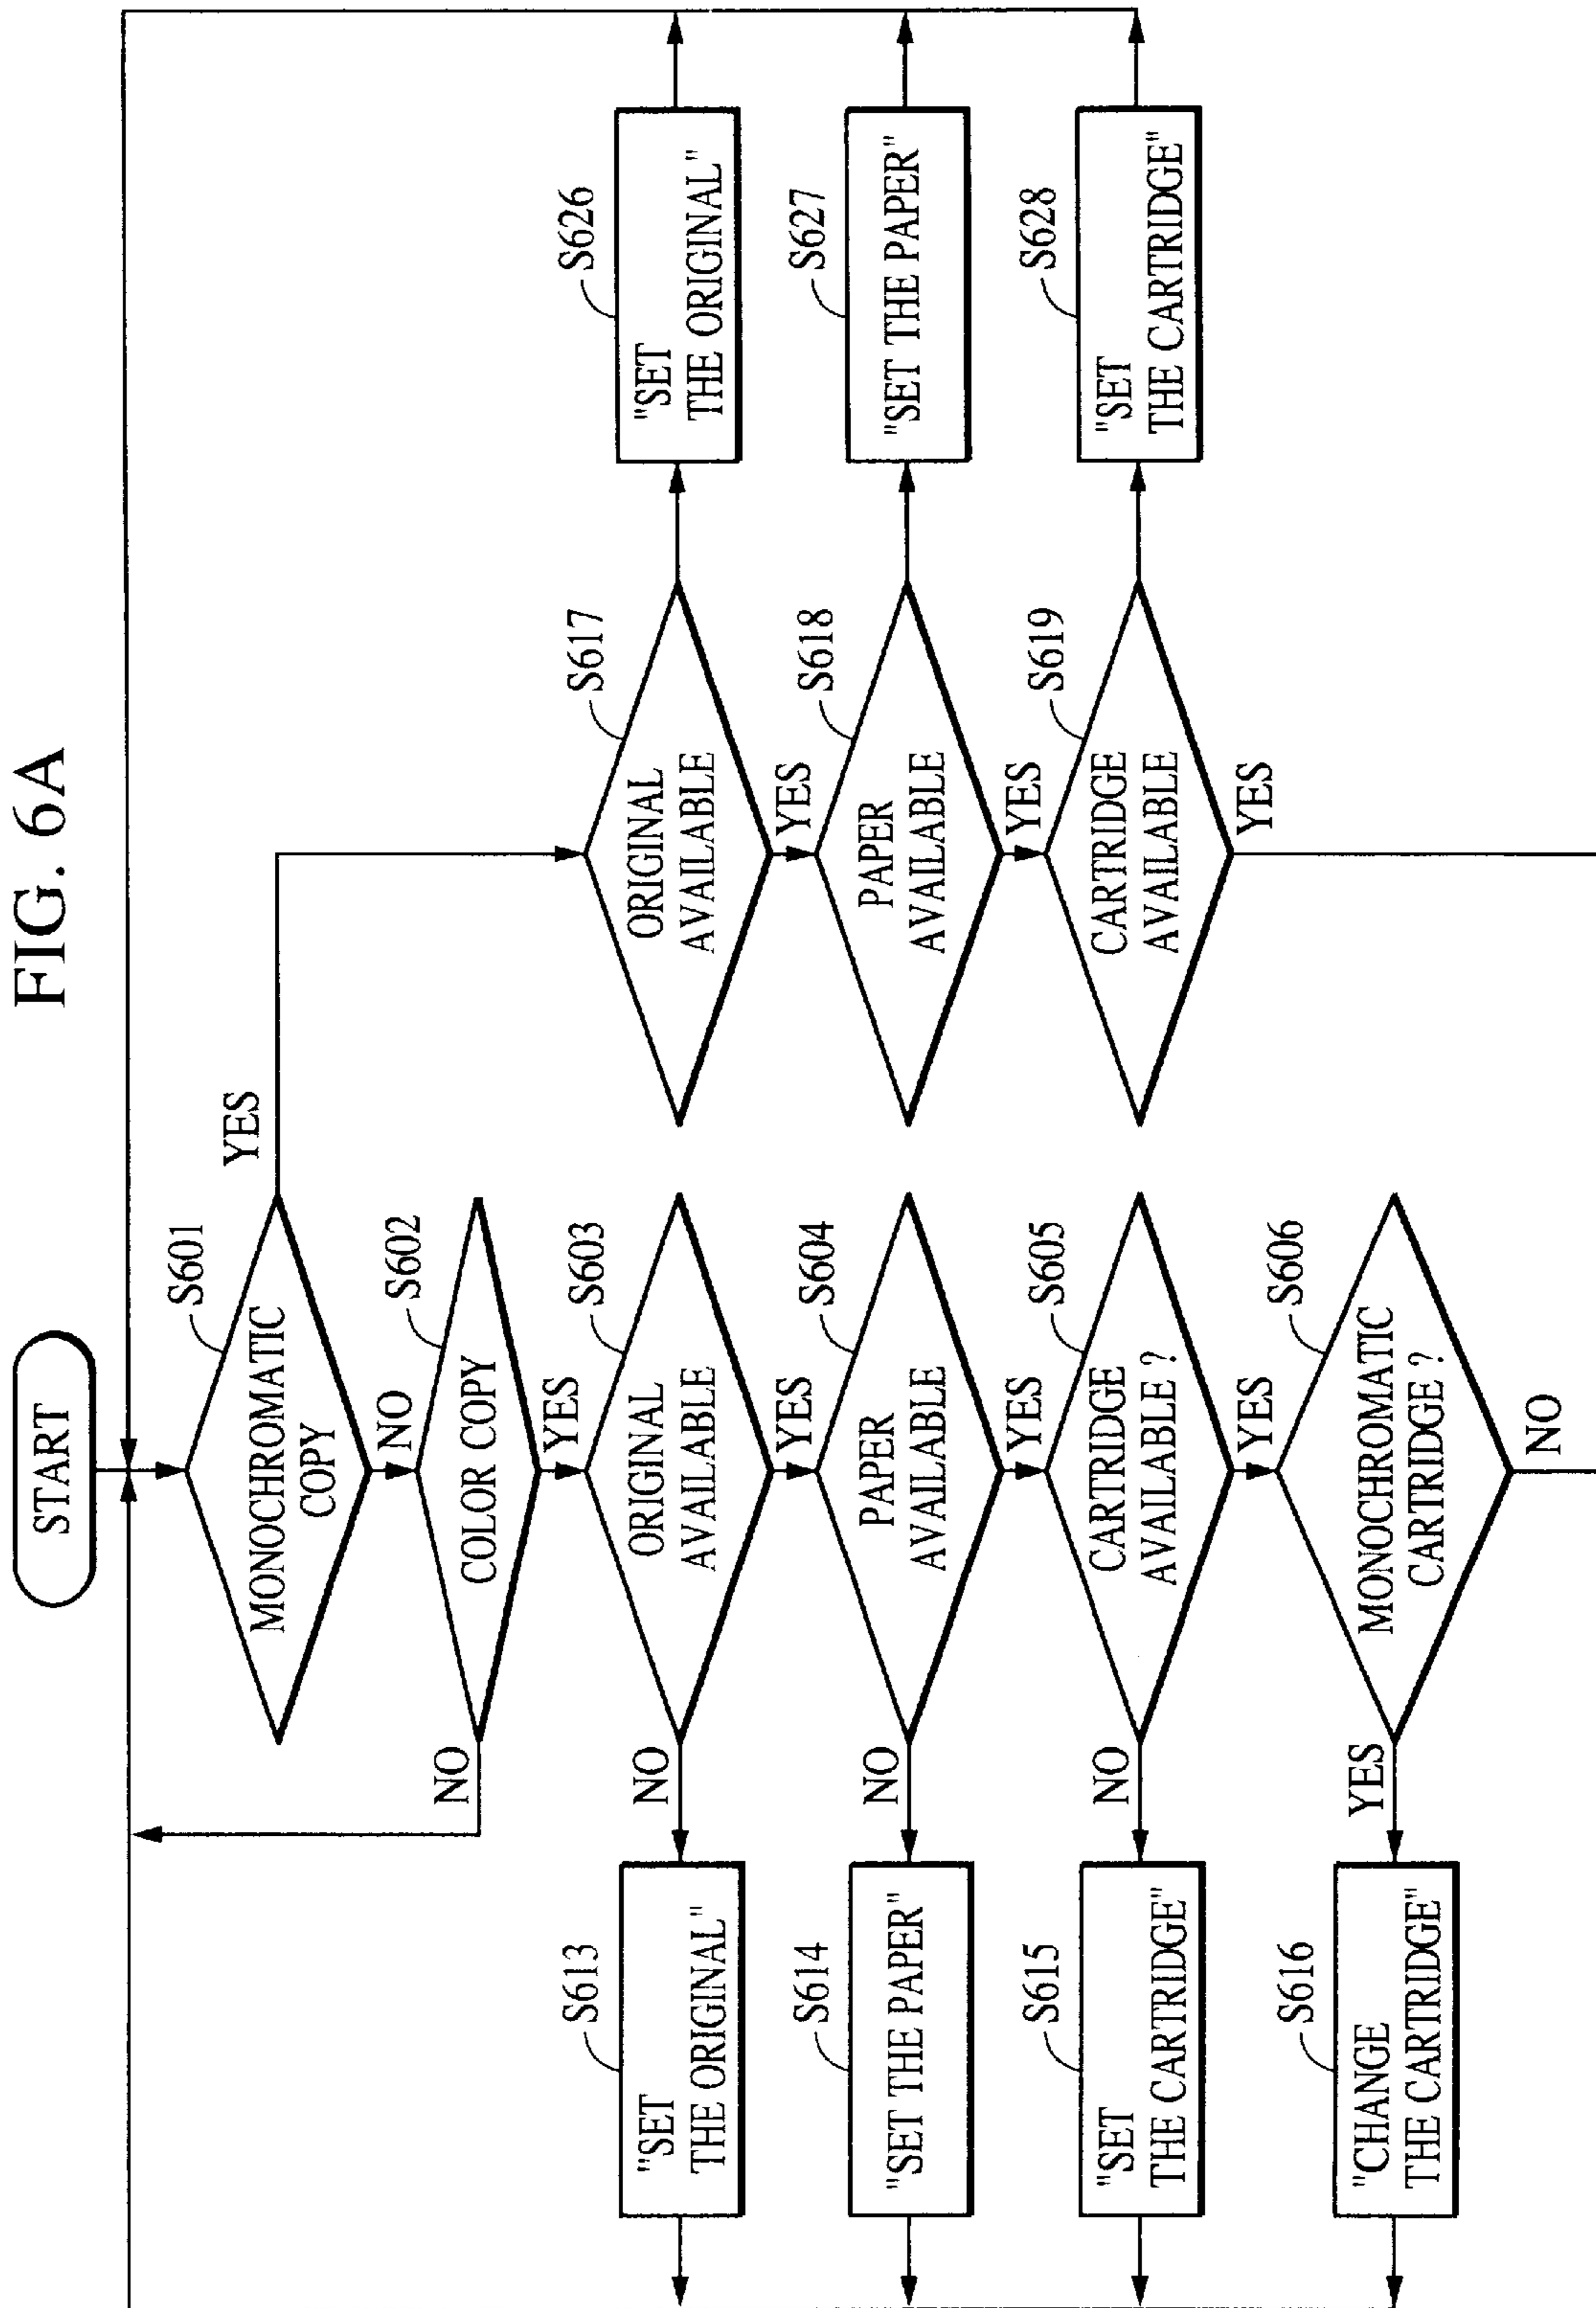 FIG. 6A
START
S601
MONOCHROMATIC
COPY
YES
NO
S602
COLOR COPY
NO
YES
S603
ORIGINAL
AVAILABLE
NO
YES
S613
"SET
THE ORIGINAL"
S617
ORIGINAL
AVAILABLE
YES
S626
"SET
THE ORIGINAL"
S604
PAPER
AVAILABLE
NO
YES
S614
"SET THE PAPER"
S618
PAPER
AVAILABLE
YES
S627
"SET THE PAPER"
S605
CARTRIDGE
AVAILABLE ?
NO
YES
S615
"SET
THE CARTRIDGE"
S619
CARTRIDGE
AVAILABLE
YES
S628
"SET
THE CARTRIDGE"
S606
MONOCHROMATIC
CARTRIDGE ?
YES
NO
S616
"CHANGE
THE CARTRIDGE"